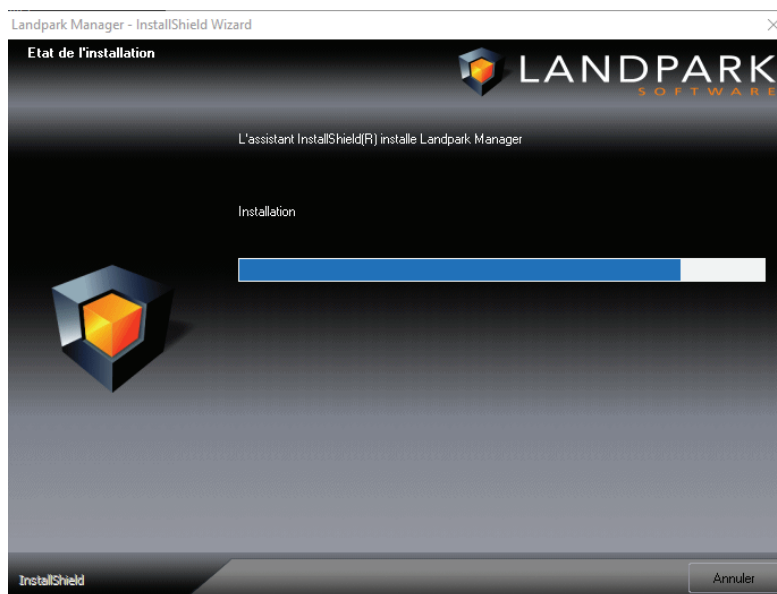 Landpark Manager - InstallShield Wizard
Etat de l'installation
LANDPARK
SOFTWARE
L'assistant InstallShield(R) installe Landpark Manager
Installation
InstallShield
Annuler